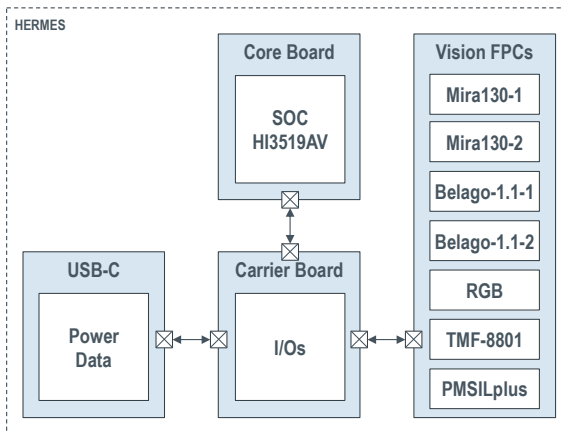 HERMES
Core Board
SOC
HI3519AV
Vision FPCs
Mira130-1
Mira130-2
Belago-1.1-1
Belago-1.1-2
RGB
TMF-8801
PMSILplus
USB-C
Power
Data
Carrier Board
I/Os